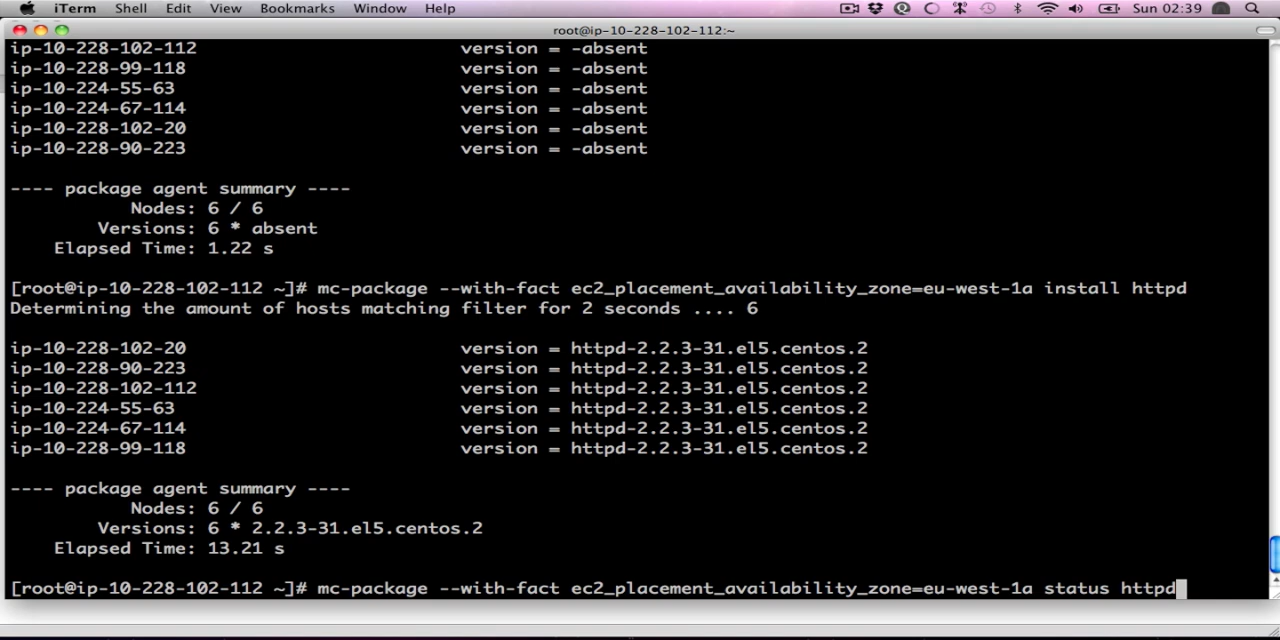 iTerm Shell Edit View Bookmarks Window Help Sun 02:39
root@ip-10-228-102-112:~
ip-10-228-102-112 version = -absent
ip-10-228-99-118 version = -absent
ip-10-224-55-63 version = -absent
ip-10-224-67-114 version = -absent
ip-10-228-102-20 version = -absent
ip-10-228-90-223 version = -absent
---- package agent summary ----
Nodes: 6 / 6
Versions: 6 * absent
Elapsed Time: 1.22 s
[root@ip-10-228-102-112 ~]# mc-package --with-fact ec2_placement_availability_zone=eu-west-1a install httpd
Determining the amount of hosts matching filter for 2 seconds .... 6
ip-10-228-102-20 version = httpd-2.2.3-31.el5.centos.2
ip-10-228-90-223 version = httpd-2.2.3-31.el5.centos.2
ip-10-228-102-112 version = httpd-2.2.3-31.el5.centos.2
ip-10-224-55-63 version = httpd-2.2.3-31.el5.centos.2
ip-10-224-67-114 version = httpd-2.2.3-31.el5.centos.2
ip-10-228-99-118 version = httpd-2.2.3-31.el5.centos.2
---- package agent summary ----
Nodes: 6 / 6
Versions: 6 * 2.2.3-31.el5.centos.2
Elapsed Time: 13.21 s
[root@ip-10-228-102-112 ~]# mc-package --with-fact ec2_placement_availability_zone=eu-west-1a status httpd